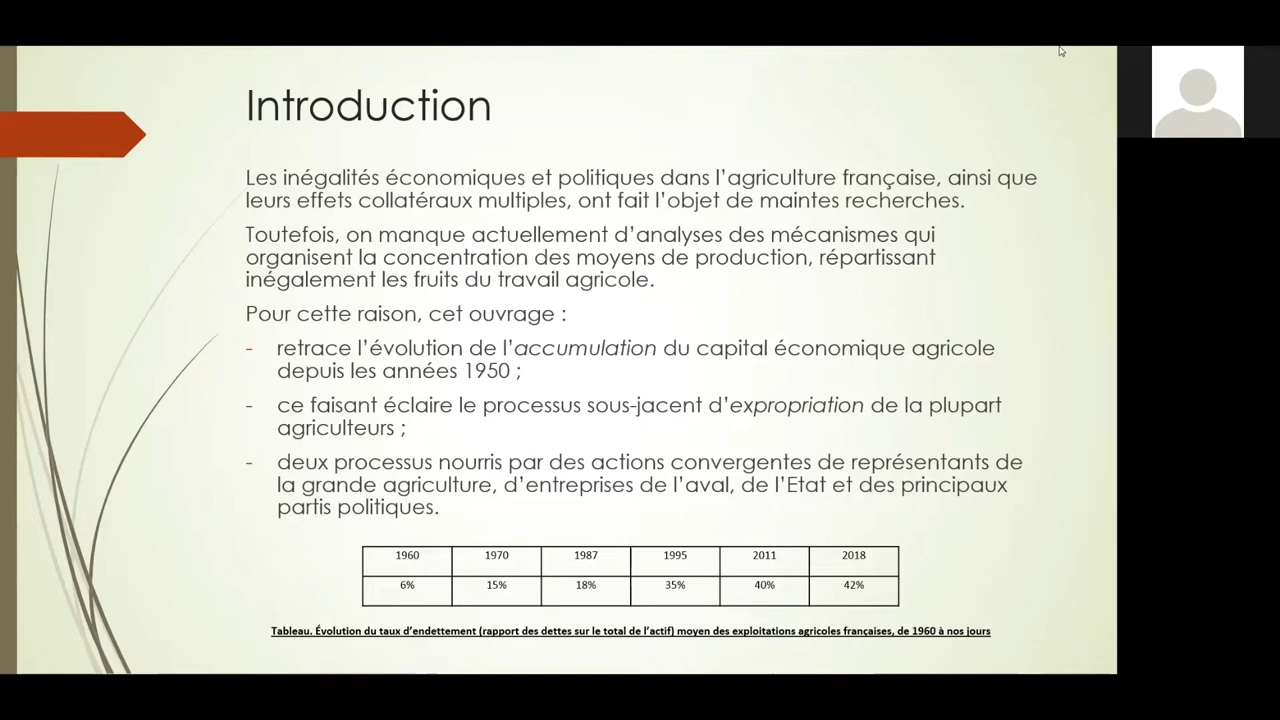 Introduction
Les inégalités économiques et politiques dans l’agriculture française, ainsi que
leurs effets collatéraux multiples, ont fait l’objet de maintes recherches.
Toutefois, on manque actuellement d’analyses des mécanismes qui
organisent la concentration des moyens de production, répartissant
inégalement les fruits du travail agricole.
Pour cette raison, cet ouvrage :
- retrace l’évolution de l’accumulation du capital économique agricole
depuis les années 1950 ;
- ce faisant éclaire le processus sous-jacent d’expropriation de la plupart
agriculteurs ;
- deux processus nourris par des actions convergentes de représentants de
la grande agriculture, d’entreprises de l’aval, de l’Etat et des principaux
partis politiques.
1960 1970 1987 1995 2011 2018
6% 15% 18% 35% 40% 42%
Tableau. Évolution du taux d’endettement (rapport des dettes sur le total de l’actif) moyen des exploitations agricoles françaises, de 1960 à nos jours